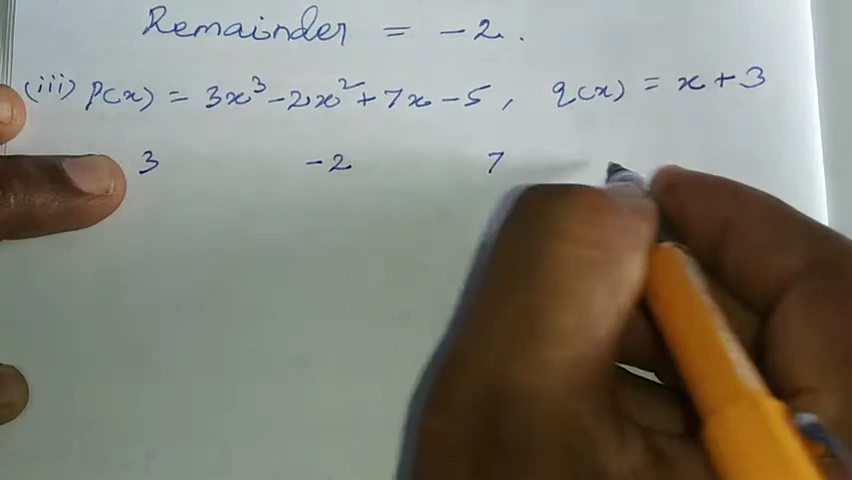 Remainder = -2.
(iii) p(x) = 3x³ - 2x² + 7x - 5, q(x) = x + 3
3 -2 7